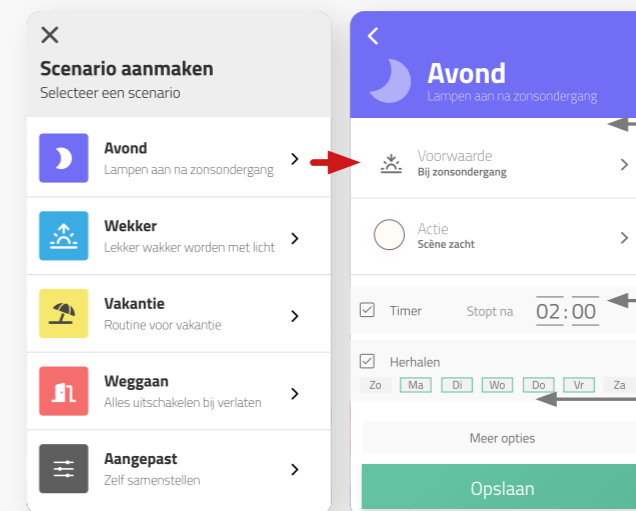 Scenario aanmaken
Selecteer een scenario
Avond
Lampen aan na zonsondergang
Wekker
Lekker wakker worden met licht
Vakantie
Routine voor vakantie
Weggaan
Alles uitschakelen bij verlaten
Aangepast
Zelf samenstellen
Avond
Lampen aan na zonsondergang
Voorwaarde
Bij zonsondergang
Actie
Scène zacht
Timer Stopt na 02:00
Herhalen
Zo Ma Di Wo Do Vr Za
Meer opties
Opslaan